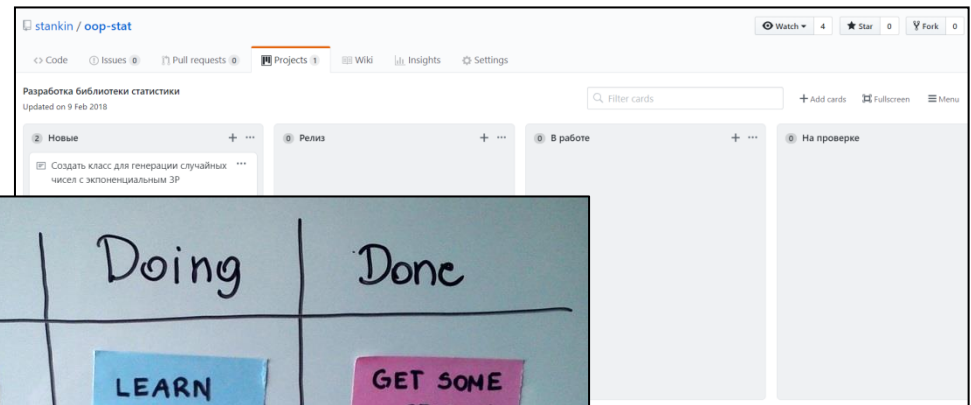 stankin / oop-stat
Watch 4 Star 0 Fork 0
Code Issues 0 Pull requests 0 Projects 1 Wiki Insights Settings
Разработка библиотеки статистики
Updated on 9 Feb 2018
Filter cards
Add cards Fullscreen Menu
2 Новые
0 Релиз
0 В работе
0 На проверке
Создать класс для генерации случайных
чисел с экпоненциальным ЗР
Doing
Done
LEARN
GET SOME